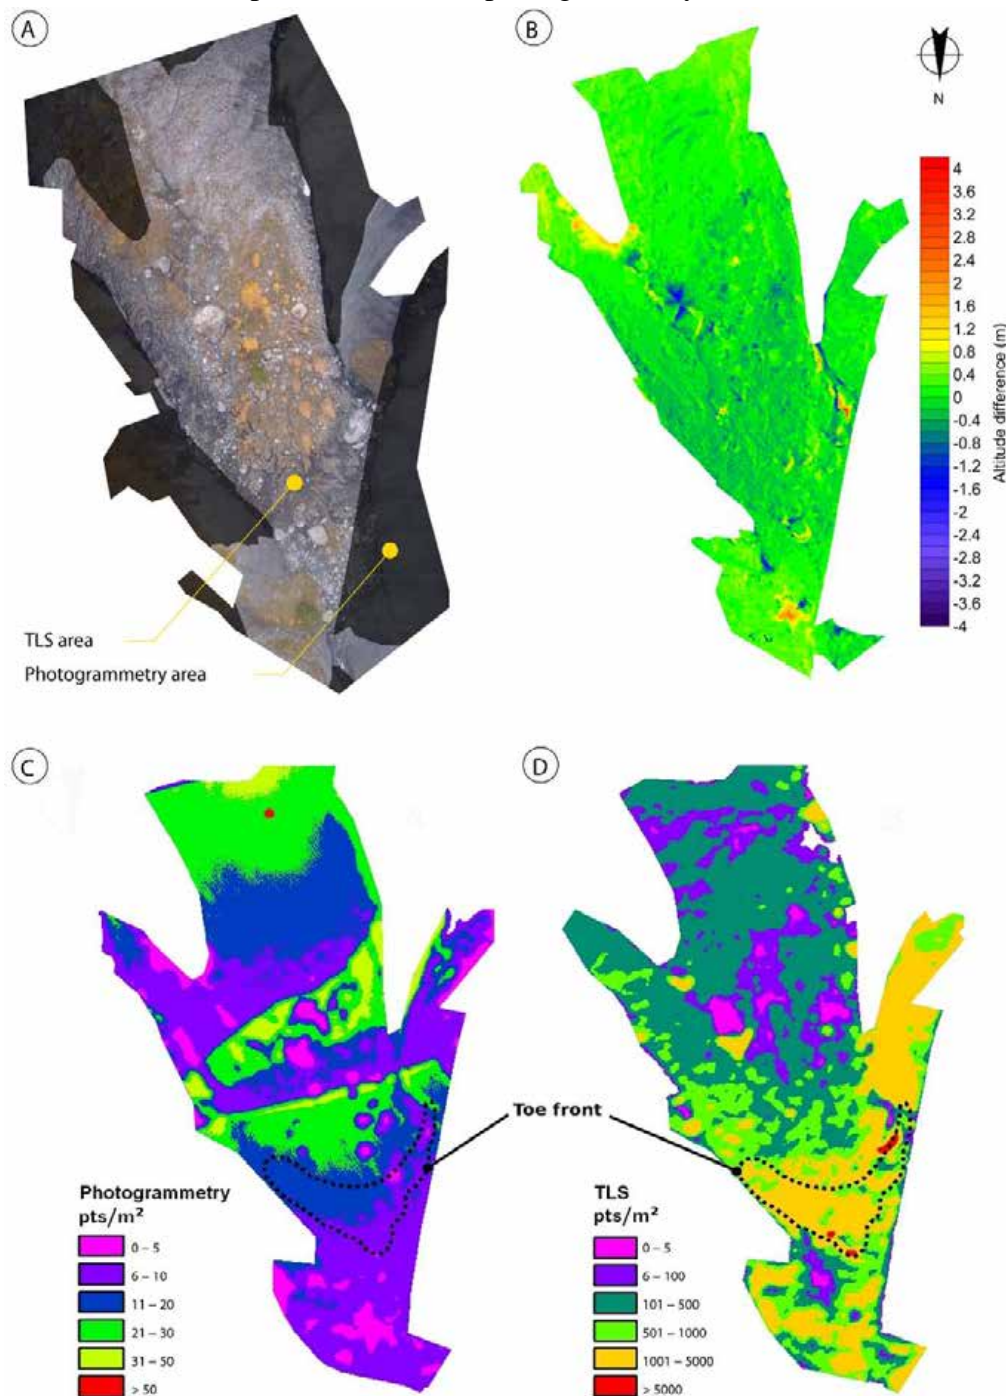 A
B
N
4
3.6
3.2
2.8
2.4
2
1.6
1.2
0.8
0.4
0
-0.4
-0.8
-1.2
-1.6
-2
-2.4
-2.8
-3.2
-3.6
-4
Altitude difference (m)
TLS area
Photogrammetry area
C
D
Toe front
Photogrammetry
pts/m²
0 – 5
6 – 10
11 – 20
21 – 30
31 – 50
> 50
TLS
pts/m²
0 – 5
6 – 100
101 – 500
501 – 1000
1001 – 5000
> 5000